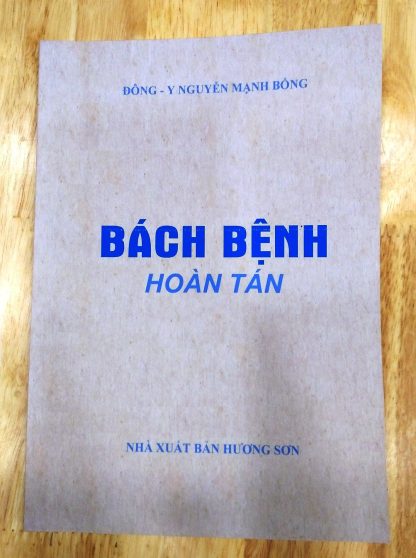 ĐÔNG - Y NGUYỄN MẠNH BỔNG
BÁCH BỆNH
HOÀN TÁN
NHÀ XUẤT BẢN HƯƠNG SƠN